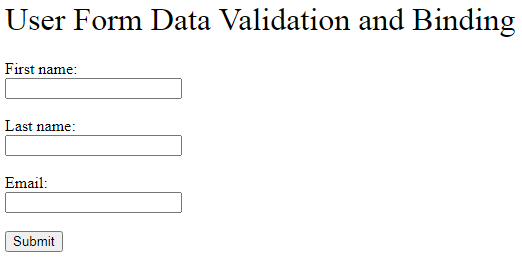 User Form Data Validation and Binding
First name:
Last name:
Email:
Submit